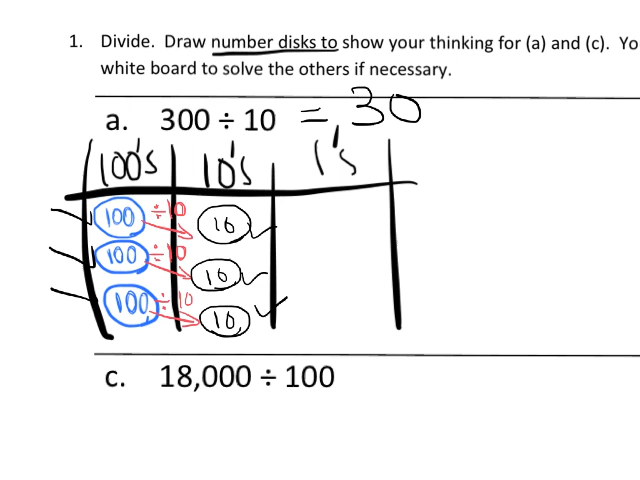 1. Divide. Draw number disks to show your thinking for (a) and (c). Yo
white board to solve the others if necessary.
a. 300 ÷ 10 = 30
100's 10's 1's
100 ÷10 10
100 ÷10 10
100 ÷10 10
c. 18,000 ÷ 100